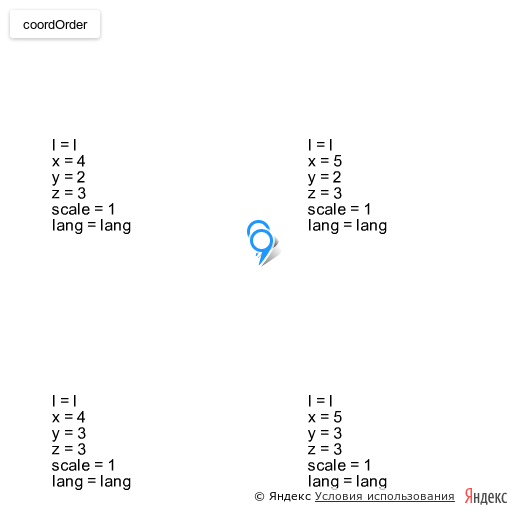 coordOrder
l = l
x = 4
y = 2
z = 3
scale = 1
lang = lang
l = l
x = 5
y = 2
z = 3
scale = 1
lang = lang
l = l
x = 4
y = 3
z = 3
scale = 1
lang = lang
l = l
x = 5
y = 3
z = 3
scale = 1
lang = lang
© Яндекс Условия использования Яндекс